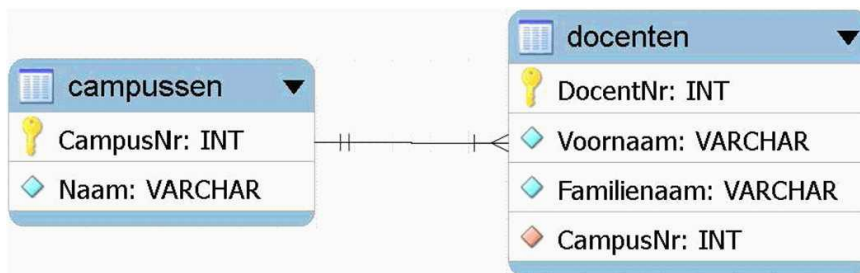 campussen
CampusNr: INT
Naam: VARCHAR
docenten
DocentNr: INT
Voornaam: VARCHAR
Familienaam: VARCHAR
CampusNr: INT